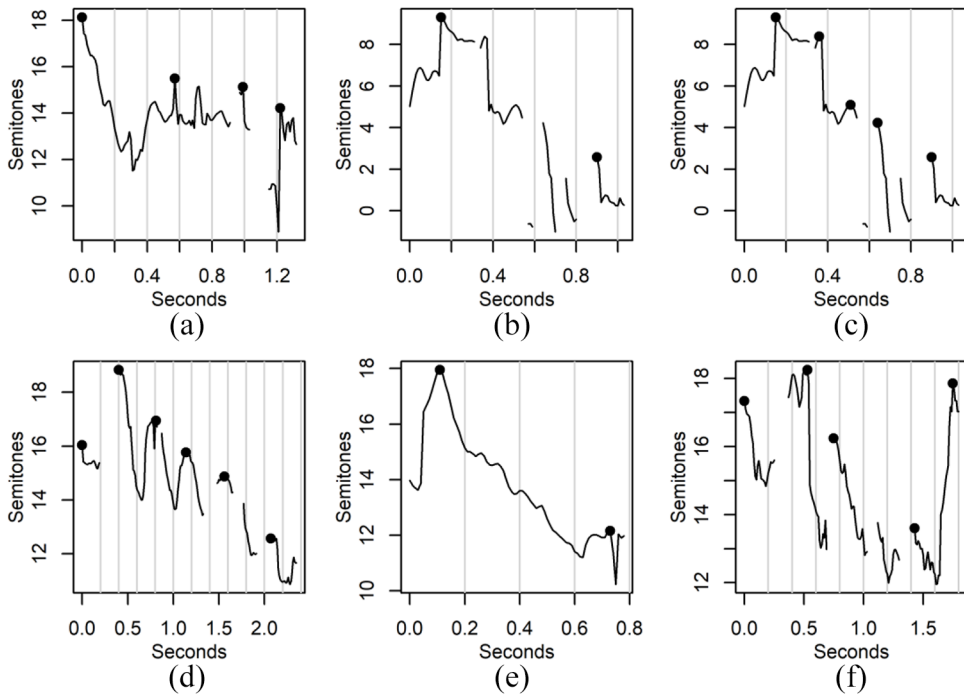 18
16
14
12
10
Semitones
0.0 0.4 0.8 1.2
Seconds
(a)
8
6
4
2
0
Semitones
0.0 0.4 0.8
Seconds
(b)
8
6
4
2
0
Semitones
0.0 0.4 0.8
Seconds
(c)
18
16
14
12
Semitones
0.0 0.5 1.0 1.5 2.0
Seconds
(d)
18
16
14
12
10
Semitones
0.0 0.2 0.4 0.6 0.8
Seconds
(e)
18
16
14
12
Semitones
0.0 0.5 1.0 1.5
Seconds
(f)